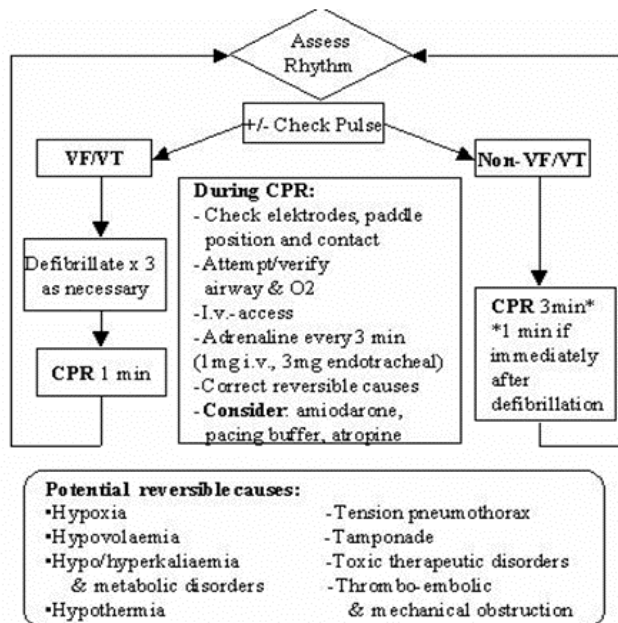 Assess
Rhythm
+/- Check Pulse
VF/VT
Non-VF/VT
Defibrillate x 3
as necessary
CPR 1 min
During CPR:
- Check elektrodes, paddle
position and contact
-Attempt/verify
airway & O2
-I.v.- access
-Adrenaline every 3 min
(1mg i.v., 3mg endotracheal)
-Correct reversible causes
-Consider: amiodarone,
pacing buffer, atropine
CPR 3min*
*1 min if
immediately
after
defibrillation
Potential reversible causes:
•Hypoxia
•Hypovolaemia
•Hypo/hyperkaliaemia
& metabolic disorders
•Hypothermia
-Tension pneumothorax
-Tamponade
-Toxic therapeutic disorders
-Thrombo-embolic
& mechanical obstruction